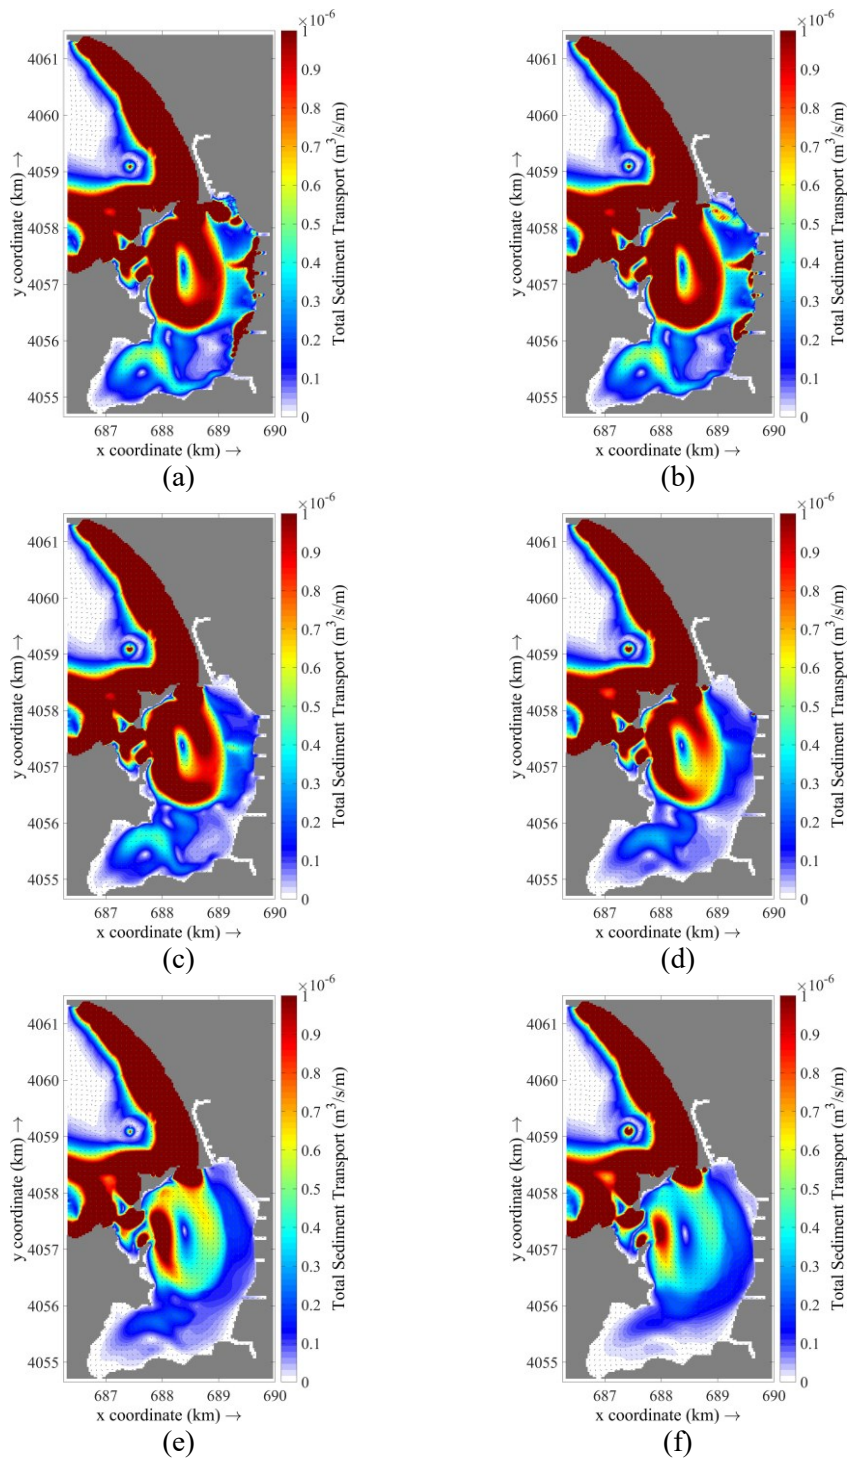 ×10⁻⁶ ×10⁻⁶
4061 1 4061 1
0.9 0.9
4060 0.8 4060 0.8
0.7 0.7
4059 0.6 4059 0.6
4058 0.5 4058 0.5
0.4 0.4
4057 0.3 4057 0.3
4056 0.2 4056 0.2
0.1 0.1
4055 0 4055 0
y coordinate (km) → Total Sediment Transport (m³/s/m) y coordinate (km) → Total Sediment Transport (m³/s/m)
687 688 689 690 687 688 689 690
x coordinate (km) → x coordinate (km) →
(a) (b)
×10⁻⁶ ×10⁻⁶
4061 1 4061 1
0.9 0.9
4060 0.8 4060 0.8
0.7 0.7
4059 0.6 4059 0.6
4058 0.5 4058 0.5
0.4 0.4
4057 0.3 4057 0.3
4056 0.2 4056 0.2
0.1 0.1
4055 0 4055 0
y coordinate (km) → Total Sediment Transport (m³/s/m) y coordinate (km) → Total Sediment Transport (m³/s/m)
687 688 689 690 687 688 689 690
x coordinate (km) → x coordinate (km) →
(c) (d)
×10⁻⁶ ×10⁻⁶
4061 1 4061 1
0.9 0.9
4060 0.8 4060 0.8
0.7 0.7
4059 0.6 4059 0.6
4058 0.5 4058 0.5
0.4 0.4
4057 0.3 4057 0.3
4056 0.2 4056 0.2
0.1 0.1
4055 0 4055 0
y coordinate (km) → Total Sediment Transport (m³/s/m) y coordinate (km) → Total Sediment Transport (m³/s/m)
687 688 689 690 687 688 689 690
x coordinate (km) → x coordinate (km) →
(e) (f)